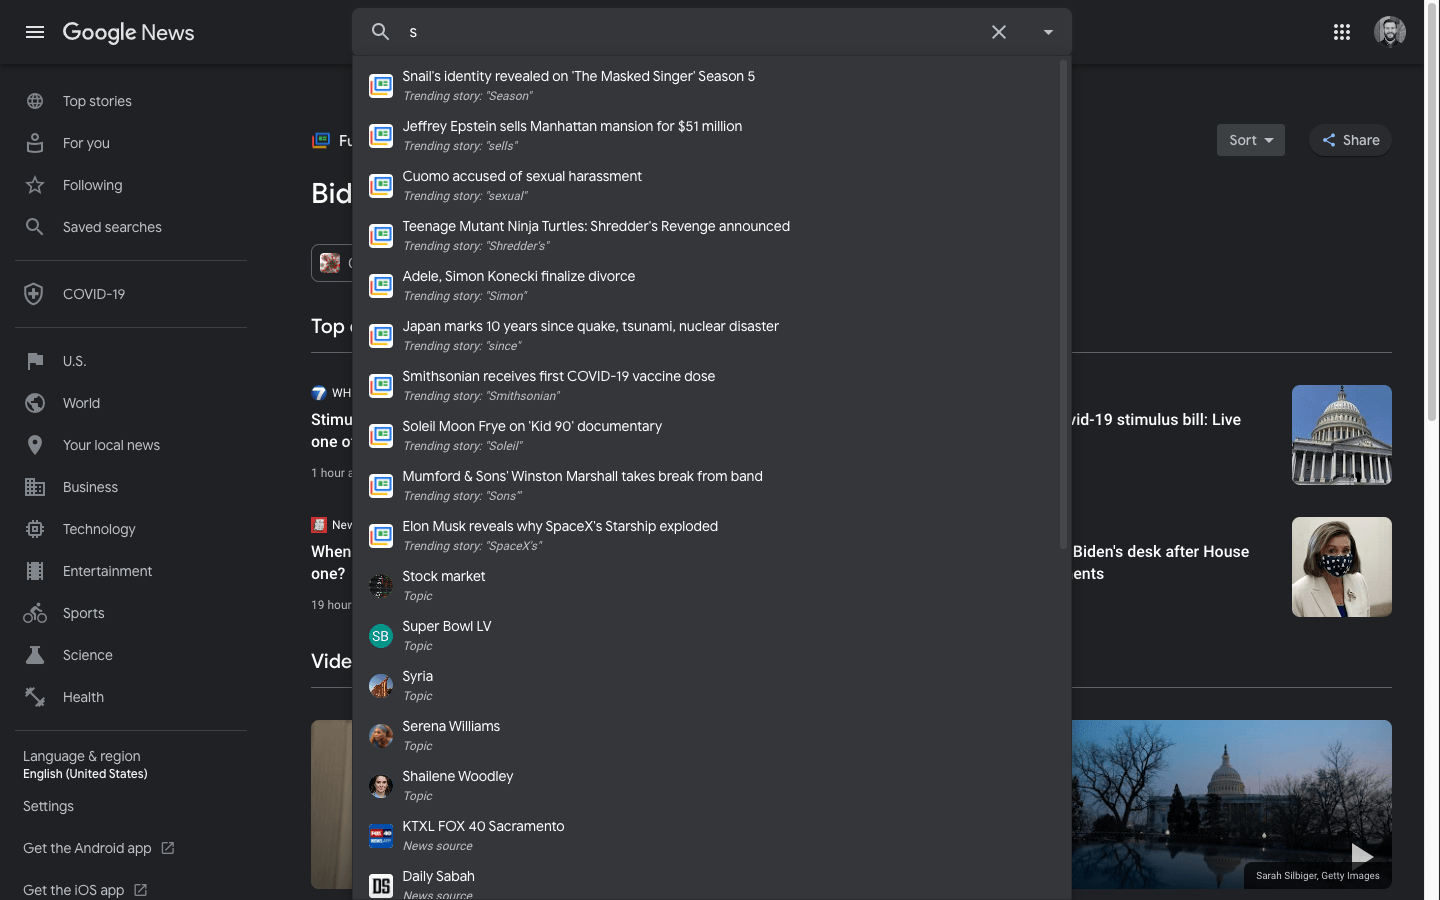 Google News
s
Top stories
For you
Following
Saved searches
COVID-19
U.S.
World
Your local news
Business
Technology
Entertainment
Sports
Science
Health
Language & region
English (United States)
Settings
Get the Android app
Get the iOS app
Snail's identity revealed on 'The Masked Singer' Season 5
Trending story: "Season"
Jeffrey Epstein sells Manhattan mansion for $51 million
Trending story: "sells"
Cuomo accused of sexual harassment
Trending story: "sexual"
Teenage Mutant Ninja Turtles: Shredder's Revenge announced
Trending story: "Shredder's"
Adele, Simon Konecki finalize divorce
Trending story: "Simon"
Japan marks 10 years since quake, tsunami, nuclear disaster
Trending story: "since"
Smithsonian receives first COVID-19 vaccine dose
Trending story: "Smithsonian"
Soleil Moon Frye on 'Kid 90' documentary
Trending story: "Soleil"
Mumford & Sons' Winston Marshall takes break from band
Trending story: "Sons'"
Elon Musk reveals why SpaceX's Starship exploded
Trending story: "SpaceX's"
Stock market
Topic
SB
Super Bowl LV
Topic
Syria
Topic
Serena Williams
Topic
Shailene Woodley
Topic
FOX 40
KTXL FOX 40 Sacramento
News source
DS
Daily Sabah
News source
Fu
Sort
Share
Bid
Top
7 WH
Stimu
one o
1 hour a
vid-19 stimulus bill: Live
New
When
one?
19 hour
Biden's desk after House
ents
Vide
Sarah Silbiger, Getty Images